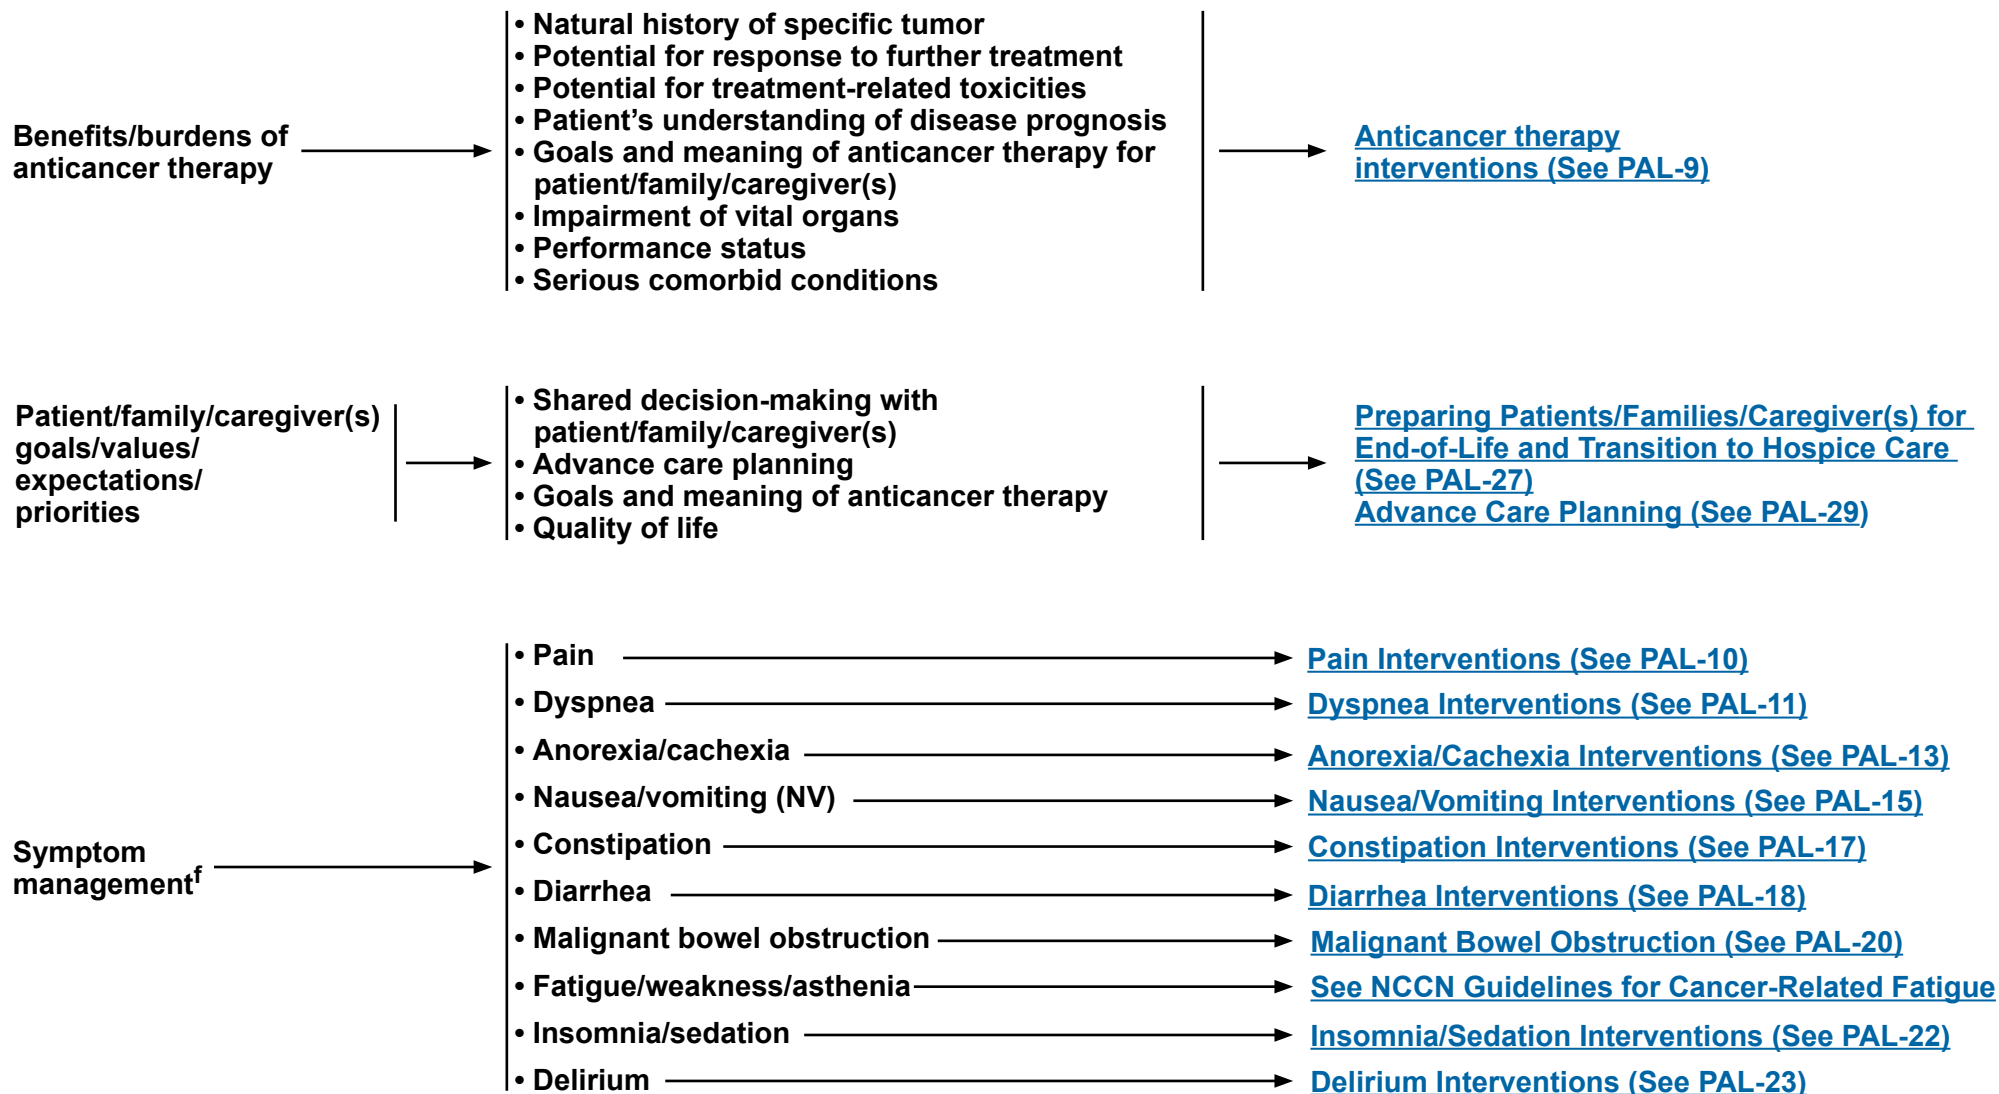 Benefits/burdens of
anticancer therapy
• Natural history of specific tumor
• Potential for response to further treatment
• Potential for treatment-related toxicities
• Patient’s understanding of disease prognosis
• Goals and meaning of anticancer therapy for
patient/family/caregiver(s)
• Impairment of vital organs
• Performance status
• Serious comorbid conditions
Anticancer therapy
interventions (See PAL-9)
Patient/family/caregiver(s)
goals/values/
expectations/
priorities
• Shared decision-making with
patient/family/caregiver(s)
• Advance care planning
• Goals and meaning of anticancer therapy
• Quality of life
Preparing Patients/Families/Caregiver(s) for
End-of-Life and Transition to Hospice Care
(See PAL-27)
Advance Care Planning (See PAL-29)
Symptom
managementᶠ
• Pain
Pain Interventions (See PAL-10)
• Dyspnea
Dyspnea Interventions (See PAL-11)
• Anorexia/cachexia
Anorexia/Cachexia Interventions (See PAL-13)
• Nausea/vomiting (NV)
Nausea/Vomiting Interventions (See PAL-15)
• Constipation
Constipation Interventions (See PAL-17)
• Diarrhea
Diarrhea Interventions (See PAL-18)
• Malignant bowel obstruction
Malignant Bowel Obstruction (See PAL-20)
• Fatigue/weakness/asthenia
See NCCN Guidelines for Cancer-Related Fatigue
• Insomnia/sedation
Insomnia/Sedation Interventions (See PAL-22)
• Delirium
Delirium Interventions (See PAL-23)